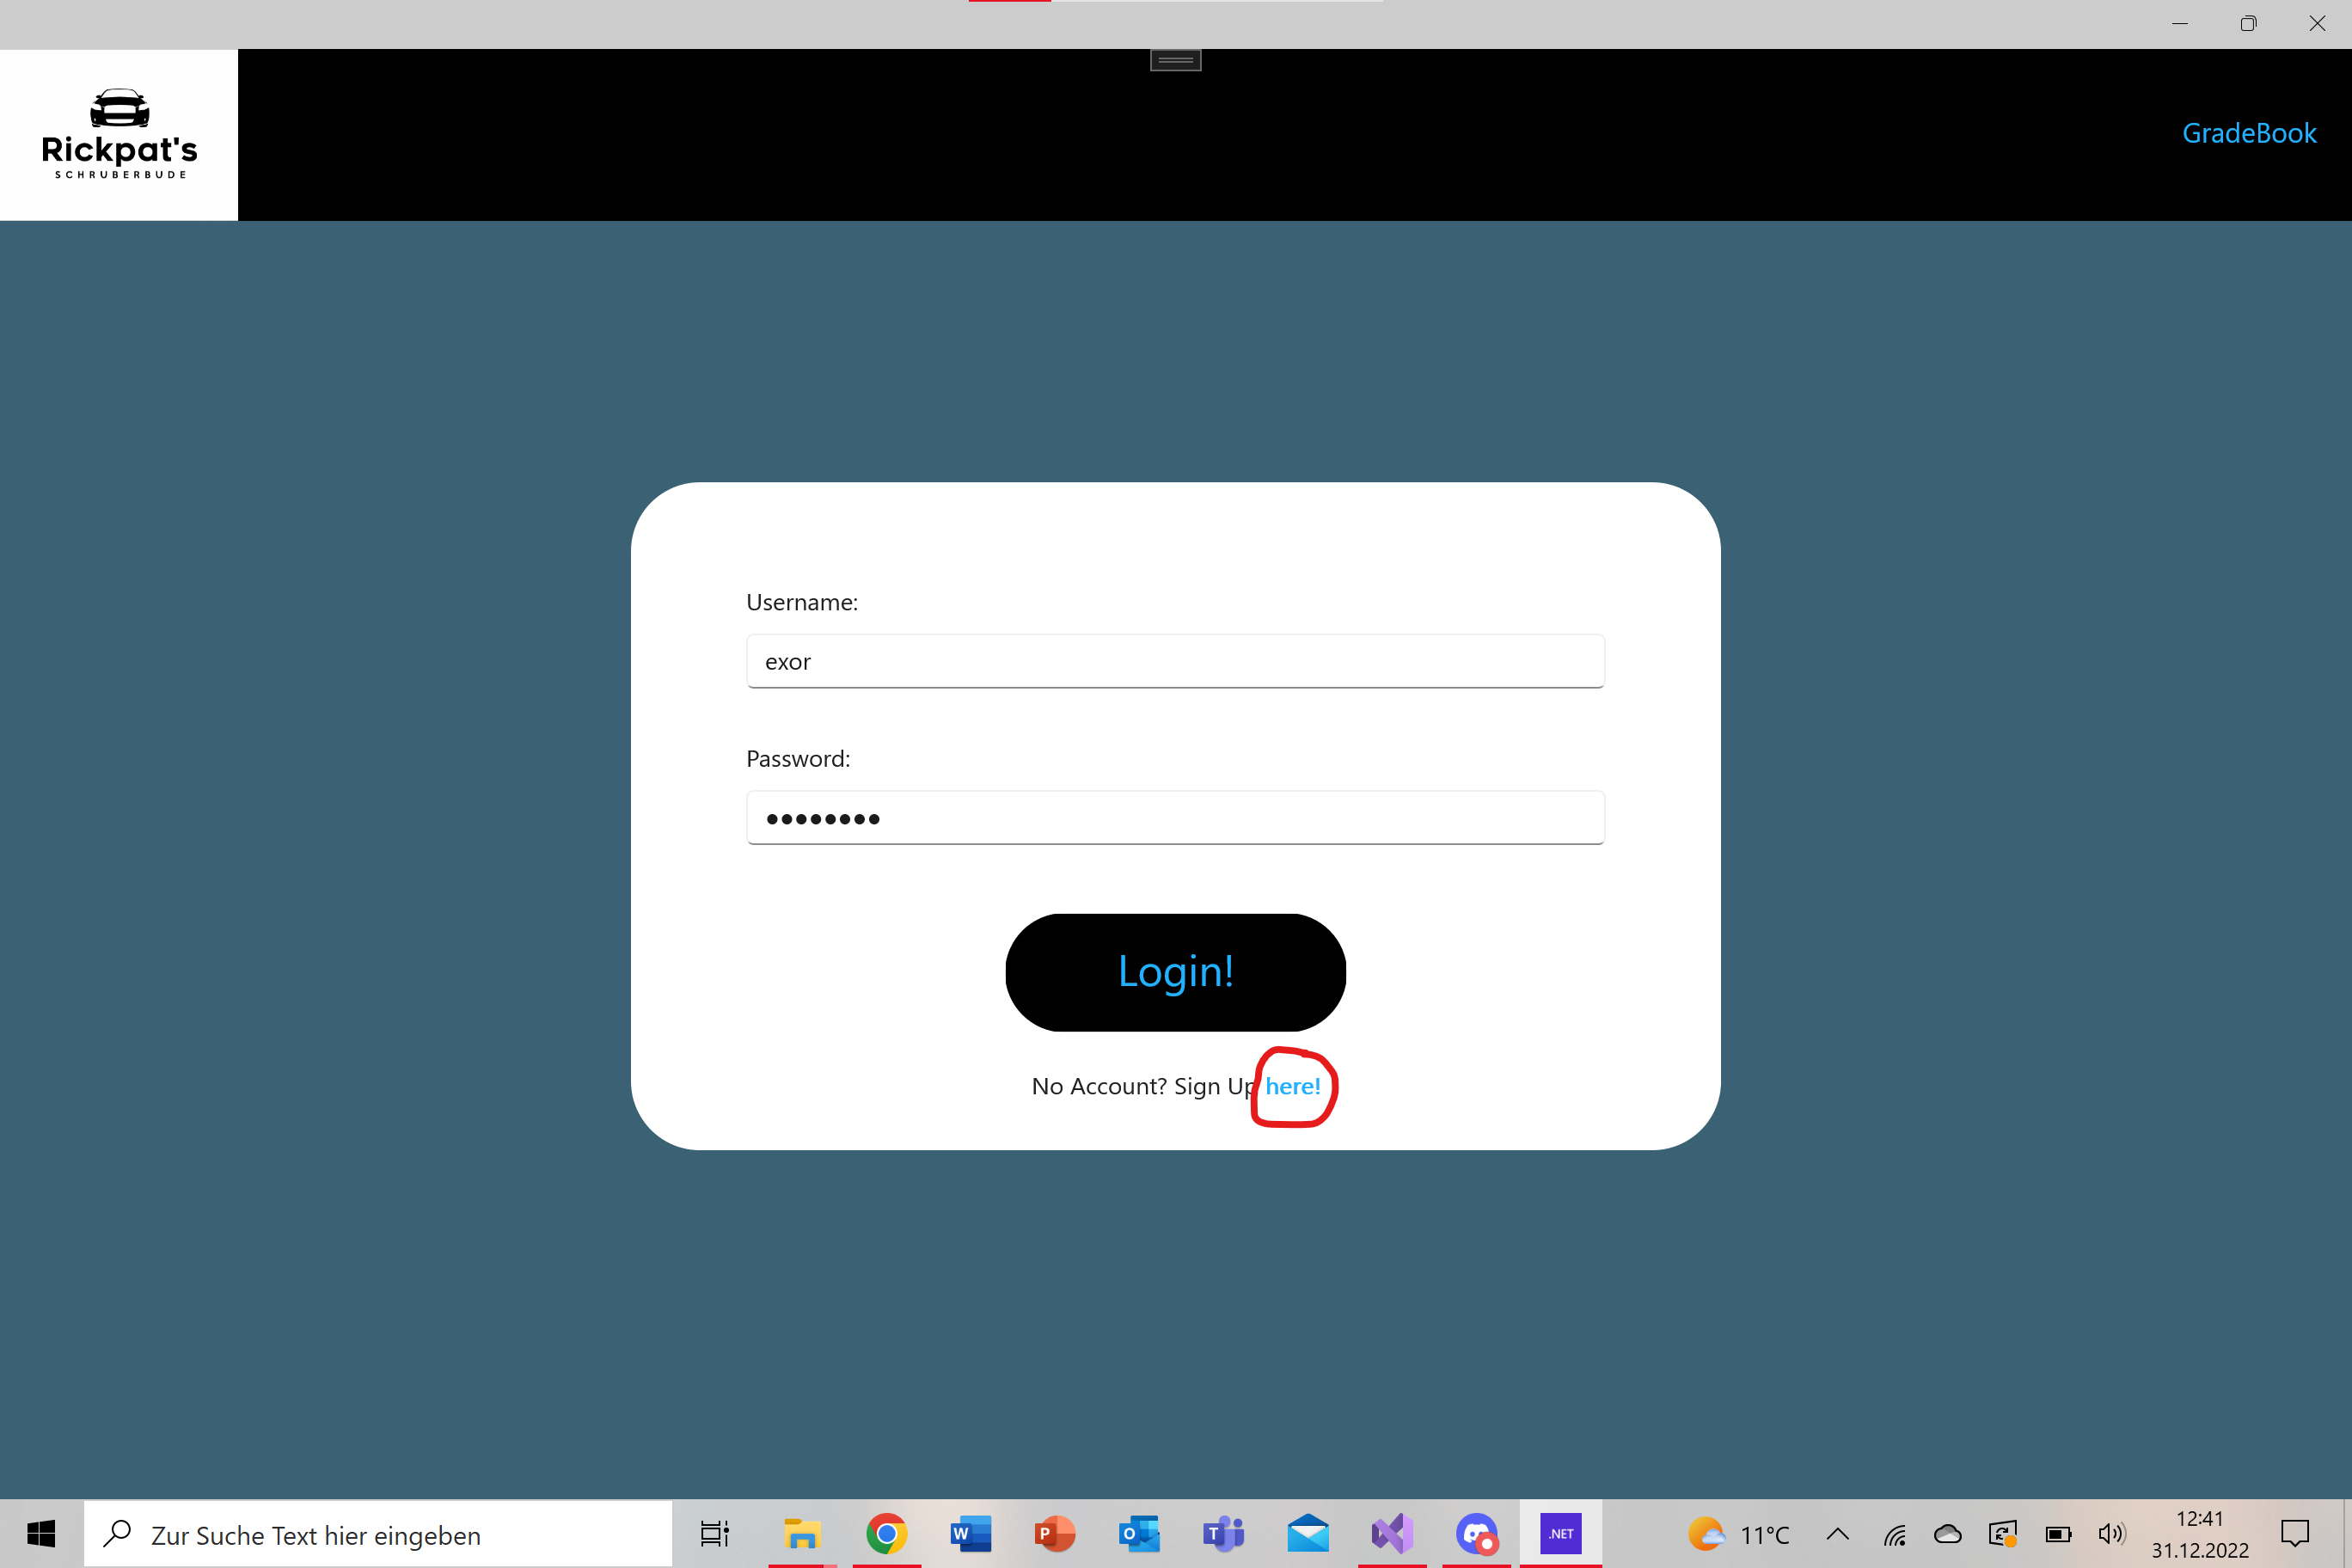 Rickpat's
SCHRUBERBUDE
GradeBook
Username:
exor
Password:
Login!
No Account? Sign Up here!
Zur Suche Text hier eingeben
W
P
O
T
.NET
11°C
12:41
31.12.2022